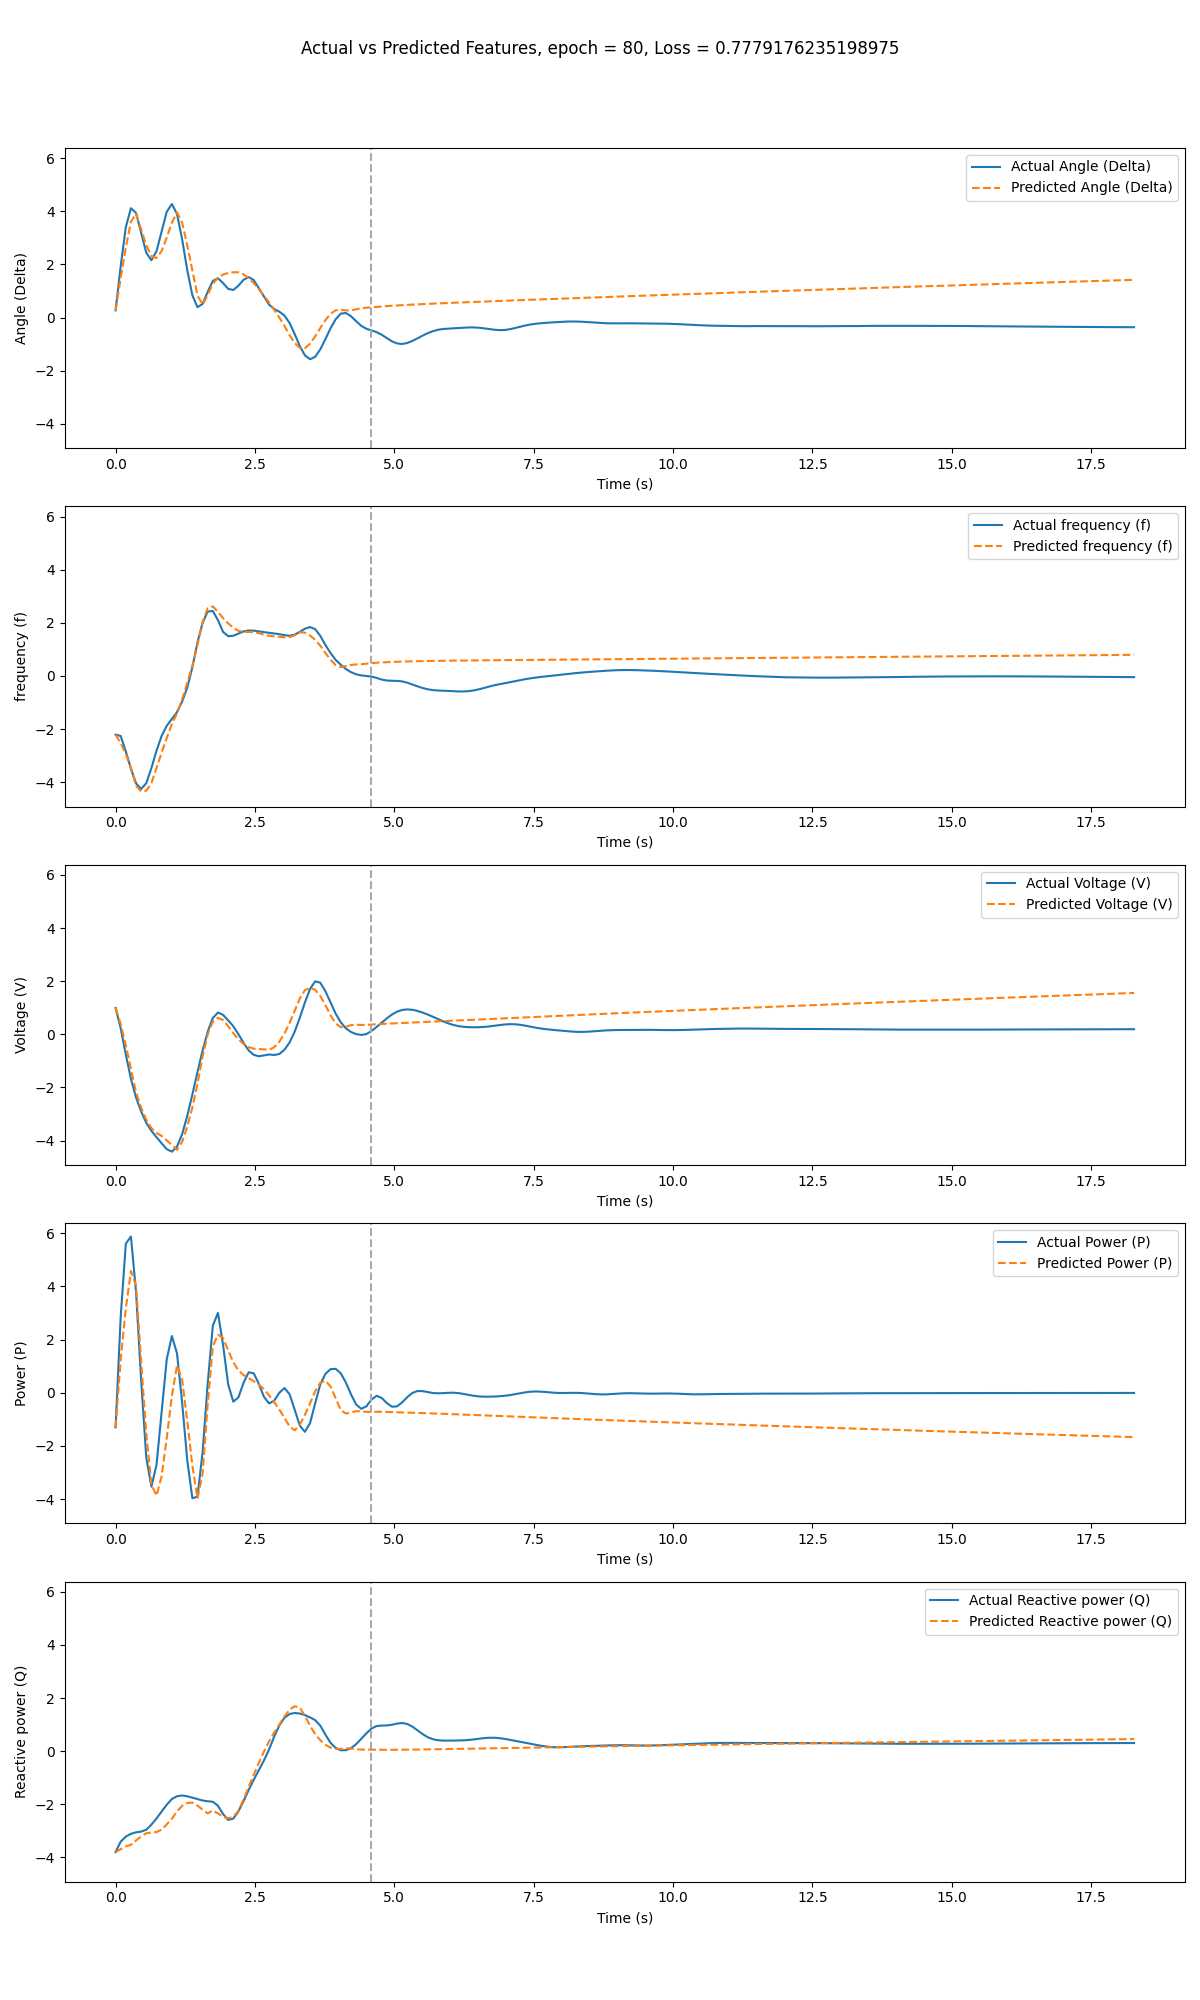 Actual vs Predicted Features, epoch = 80, Loss = 0.7779176235198975
Actual Angle (Delta)
Predicted Angle (Delta)
Angle (Delta)
6
4
2
0
−2
−4
0.0 2.5 5.0 7.5 10.0 12.5 15.0 17.5
Time (s)
Actual frequency (f)
Predicted frequency (f)
frequency (f)
6
4
2
0
−2
−4
0.0 2.5 5.0 7.5 10.0 12.5 15.0 17.5
Time (s)
Actual Voltage (V)
Predicted Voltage (V)
Voltage (V)
6
4
2
0
−2
−4
0.0 2.5 5.0 7.5 10.0 12.5 15.0 17.5
Time (s)
Actual Power (P)
Predicted Power (P)
Power (P)
6
4
2
0
−2
−4
0.0 2.5 5.0 7.5 10.0 12.5 15.0 17.5
Time (s)
Actual Reactive power (Q)
Predicted Reactive power (Q)
Reactive power (Q)
6
4
2
0
−2
−4
0.0 2.5 5.0 7.5 10.0 12.5 15.0 17.5
Time (s)